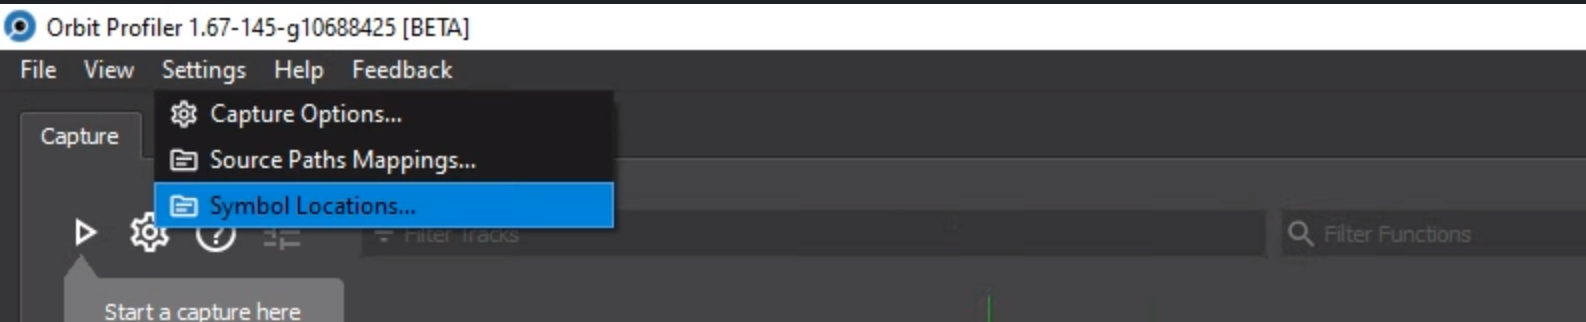 Orbit Profiler 1.67-145-g10688425 [BETA]
File View Settings Help Feedback
Capture Options...
Capture
Source Paths Mappings...
Symbol Locations...
Filter Tracks
Filter Functions
Start a capture here